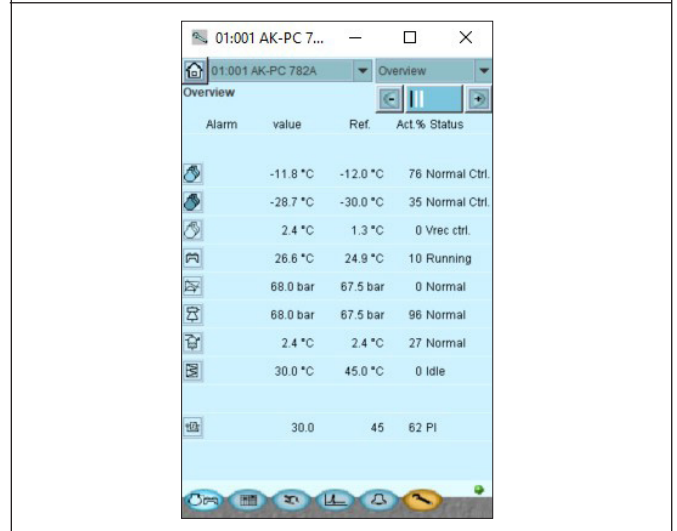 01:001 AK-PC 7...
01:001 AK-PC 782A Overview
Overview
Alarm value Ref. Act.% Status
-11.8 °C -12.0 °C 76 Normal Ctrl.
-28.7 °C -30.0 °C 35 Normal Ctrl.
2.4 °C 1.3 °C 0 Vrec ctrl.
26.6 °C 24.9 °C 10 Running
68.0 bar 67.5 bar 0 Normal
68.0 bar 67.5 bar 96 Normal
2.4 °C 2.4 °C 27 Normal
30.0 °C 45.0 °C 0 Idle
30.0 45 62 PI